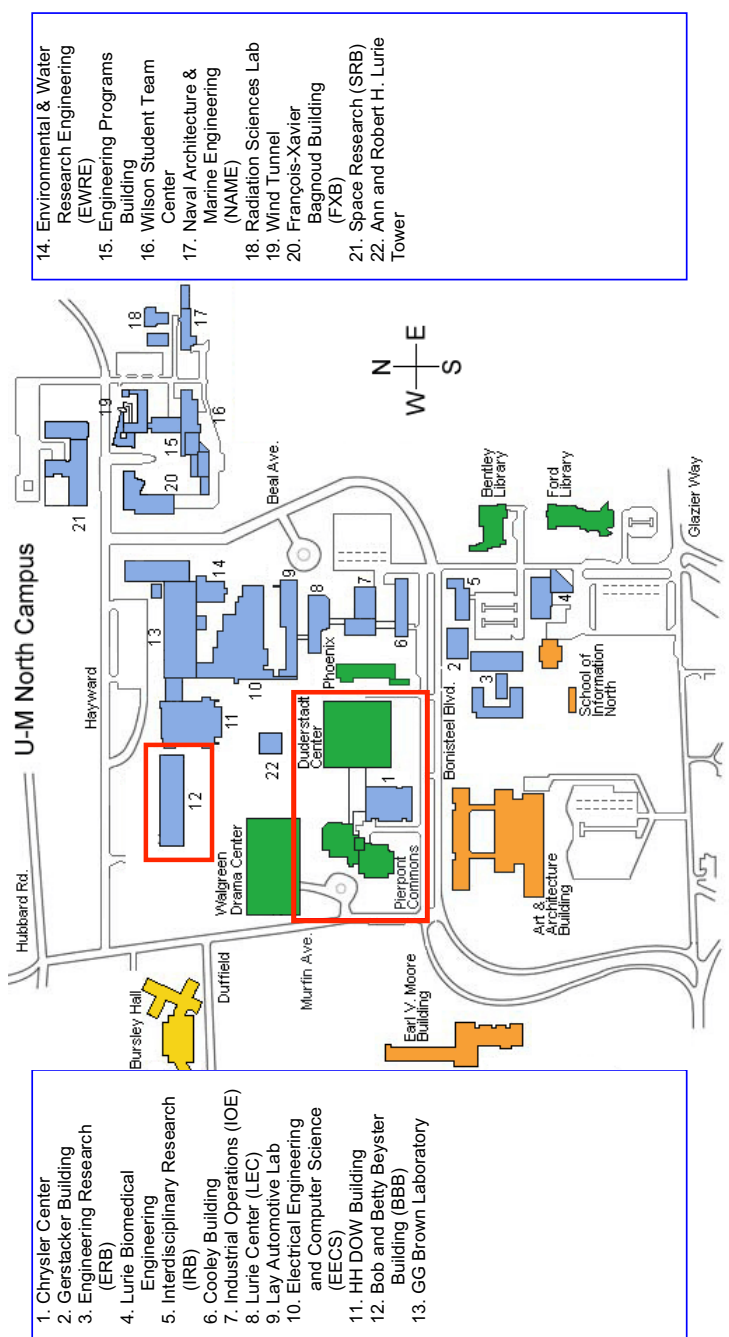 U-M North Campus
1. Chrysler Center
2. Gerstacker Building
3. Engineering Research
(ERB)
4. Lurie Biomedical
Engineering
5. Interdisciplinary Research
(IRB)
6. Cooley Building
7. Industrial Operations (IOE)
8. Lurie Center (LEC)
9. Lay Automotive Lab
10. Electrical Engineering
and Computer Science
(EECS)
11. HH DOW Building
12. Bob and Betty Beyster
Building (BBB)
13. GG Brown Laboratory
Hubbard Rd.
Hayward
Bursley Hall
Duffield
Murfin Ave.
Walgreen
Drama Center
12
11
13
14
10
22
9
8
7
6
Phoenix
Duderstadt
Center
1
Pierpont
Commons
Earl V. Moore
Building
Bonisteel Blvd.
Art &
Architecture
Building
2
3
5
4
School of
Information
North
Beal Ave.
21
20
19
15
16
18
17
Bentley
Library
Ford
Library
Glazier Way
N
W
E
S
14. Environmental & Water
Research Engineering
(EWRE)
15. Engineering Programs
Building
16. Wilson Student Team
Center
17. Naval Architecture &
Marine Engineering
(NAME)
18. Radiation Sciences Lab
19. Wind Tunnel
20. François-Xavier
Bagnoud Building
(FXB)
21. Space Research (SRB)
22. Ann and Robert H. Lurie
Tower